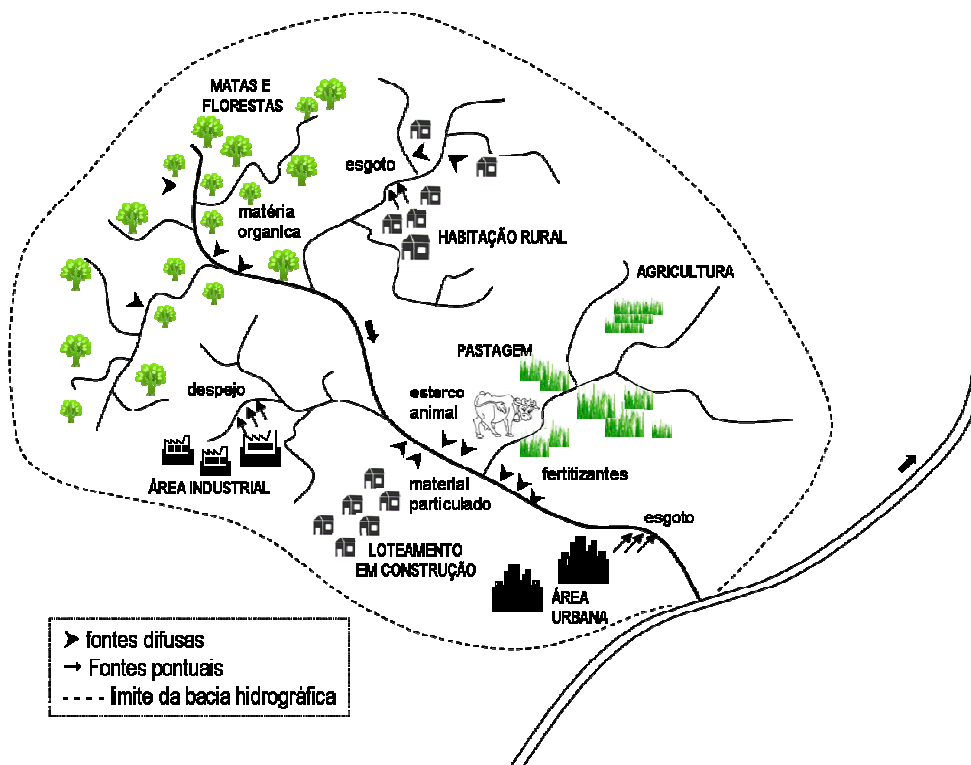 MATAS E
FLORESTAS
esgoto
matéria
organica
HABITAÇÃO RURAL
AGRICULTURA
PASTAGEM
despejo
esterco
animal
ÁREA INDUSTRIAL
material
particulado
fertitizantes
esgoto
LOTEAMENTO
EM CONSTRUÇÃO
ÁREA
URBANA
fontes difusas
Fontes pontuais
limite da bacia hidrográfica